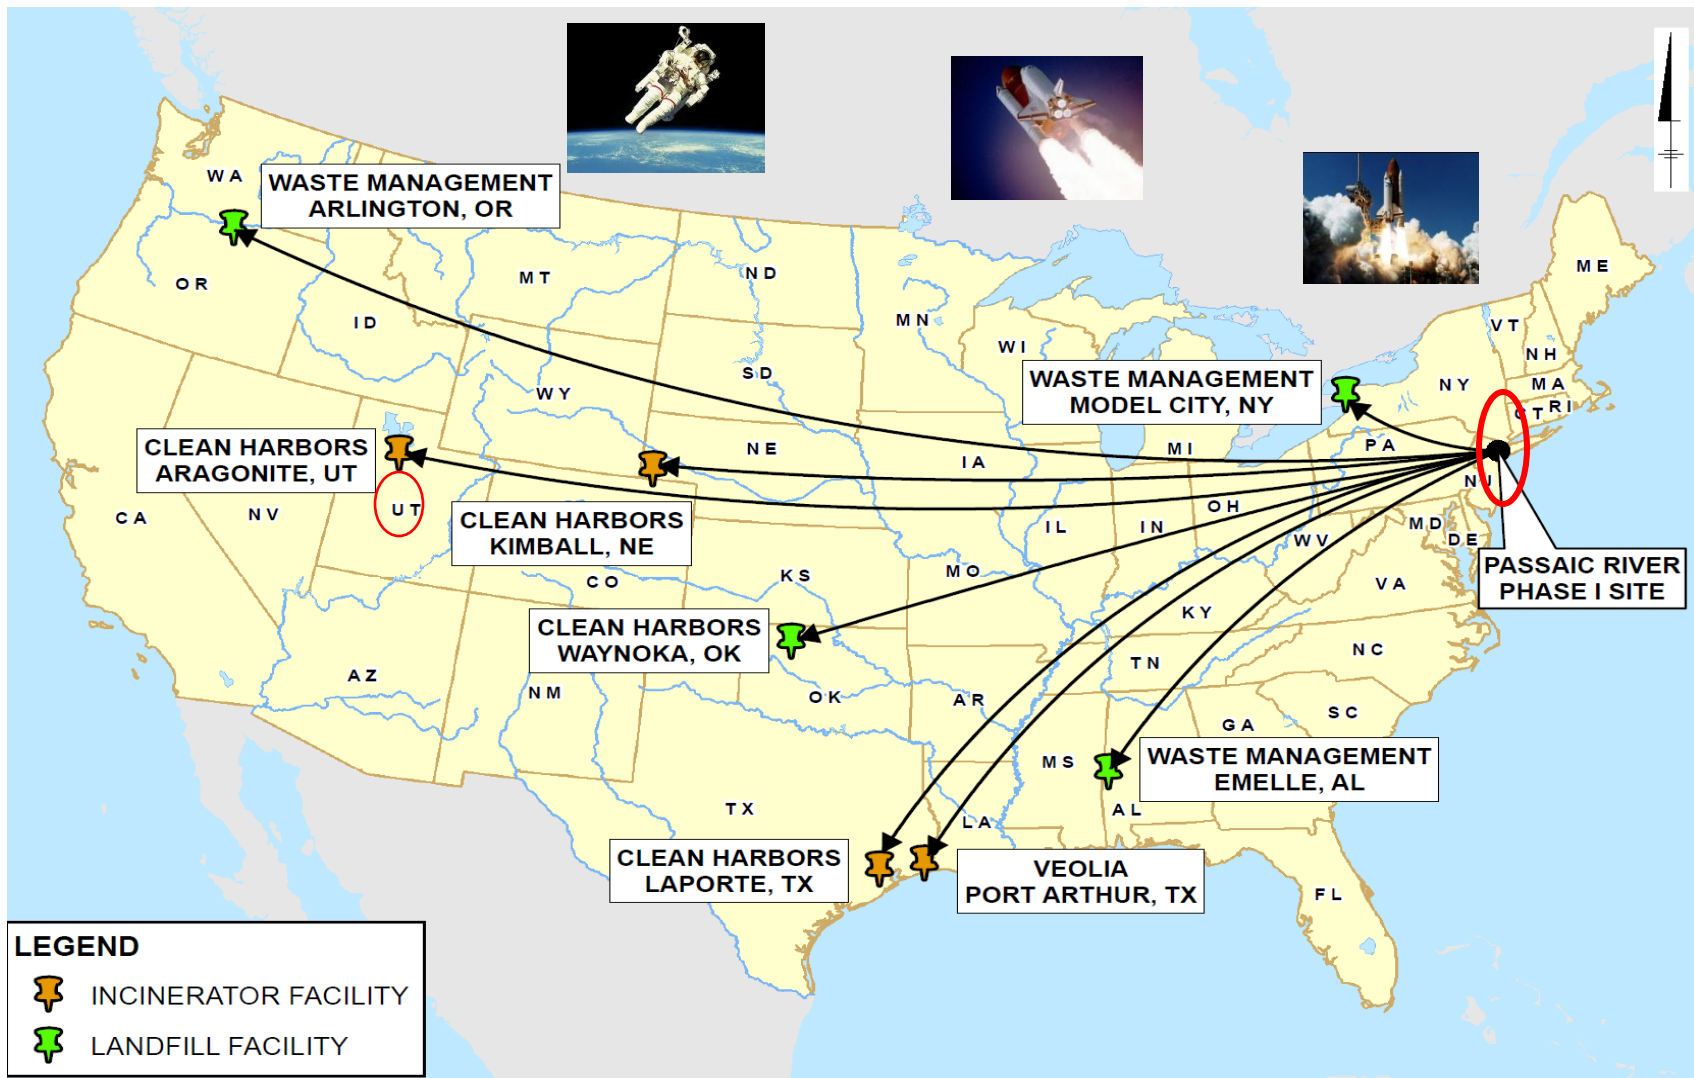 WA
WASTE MANAGEMENT
ARLINGTON, OR
OR
MT
ND
ME
ID
MN
VT
WI
NH
SD
WASTE MANAGEMENT
MODEL CITY, NY
NY
MA
WY
CT
RI
CLEAN HARBORS
ARAGONITE, UT
NE
IA
MI
PA
NJ
CA
NV
UT
CLEAN HARBORS
KIMBALL, NE
IL
IN
OH
WV
MD
DE
PASSAIC RIVER
PHASE I SITE
CO
KS
MO
VA
KY
CLEAN HARBORS
WAYNOKA, OK
AZ
NM
OK
AR
TN
NC
SC
GA
MS
WASTE MANAGEMENT
EMELLE, AL
AL
TX
LA
CLEAN HARBORS
LAPORTE, TX
VEOLIA
PORT ARTHUR, TX
FL
LEGEND
INCINERATOR FACILITY
LANDFILL FACILITY